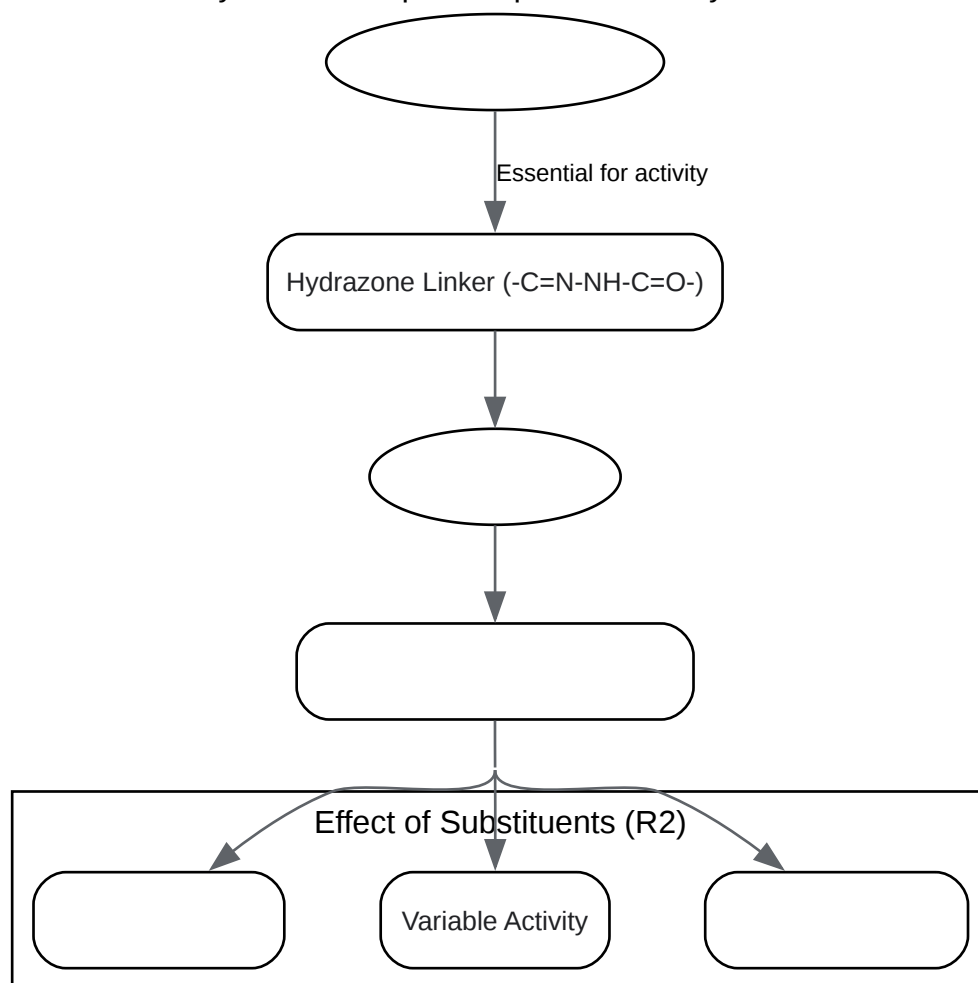 Essential for activity
Hydrazone Linker (-C=N-NH-C=O-)
Effect of Substituents (R2)
Variable Activity